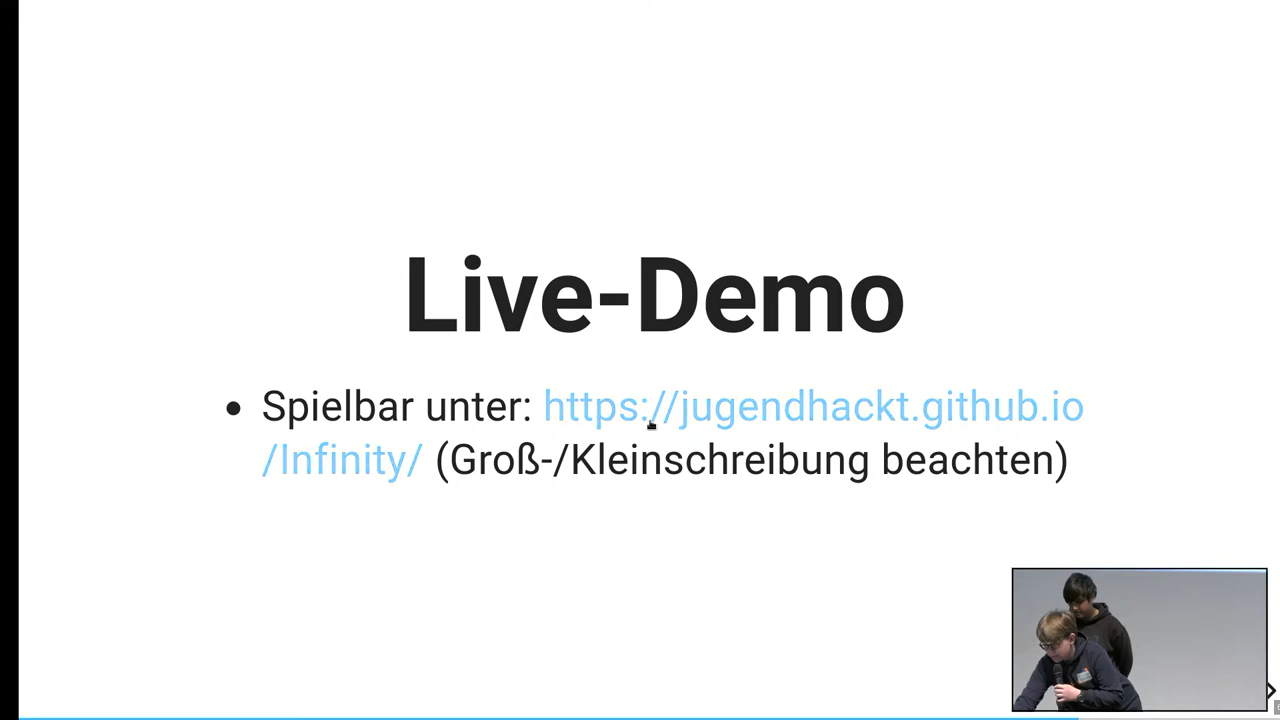 Live-Demo
• Spielbar unter: https://jugendhackt.github.io
/Infinity/ (Groß-/Kleinschreibung beachten)